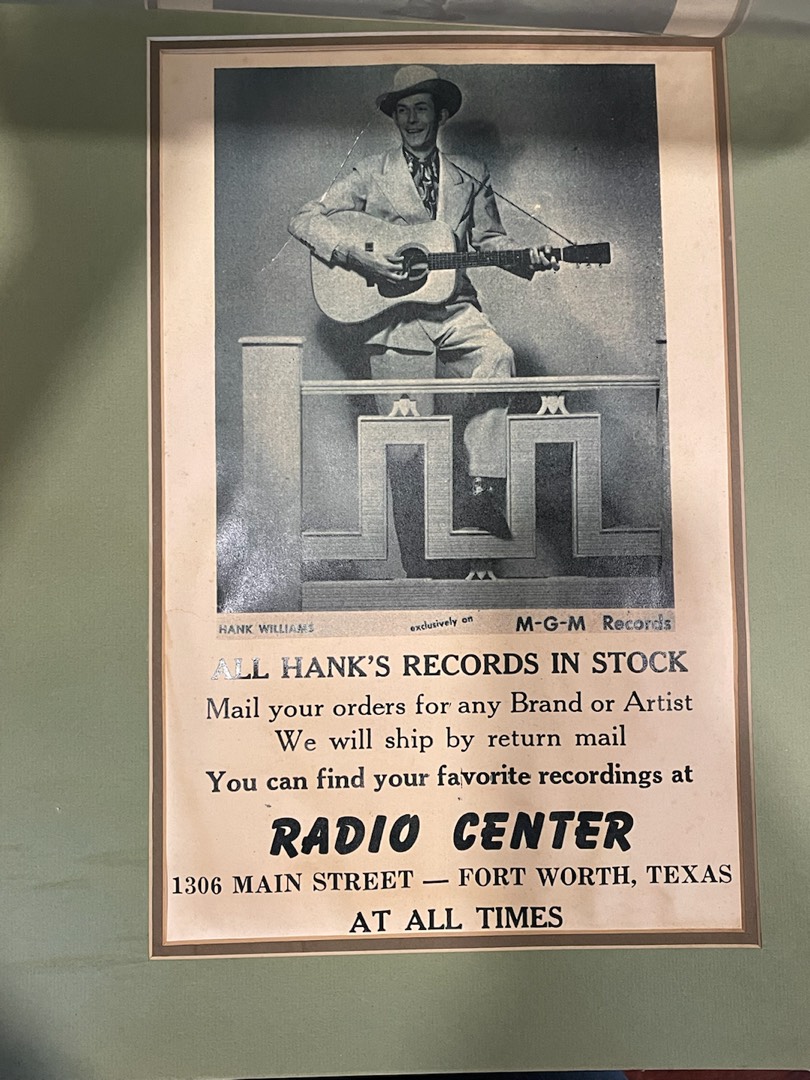 HANK WILLIAMS exclusively on M-G-M Records
ALL HANK'S RECORDS IN STOCK
Mail your orders for any Brand or Artist
We will ship by return mail
You can find your favorite recordings at
RADIO CENTER
1306 MAIN STREET — FORT WORTH, TEXAS
AT ALL TIMES